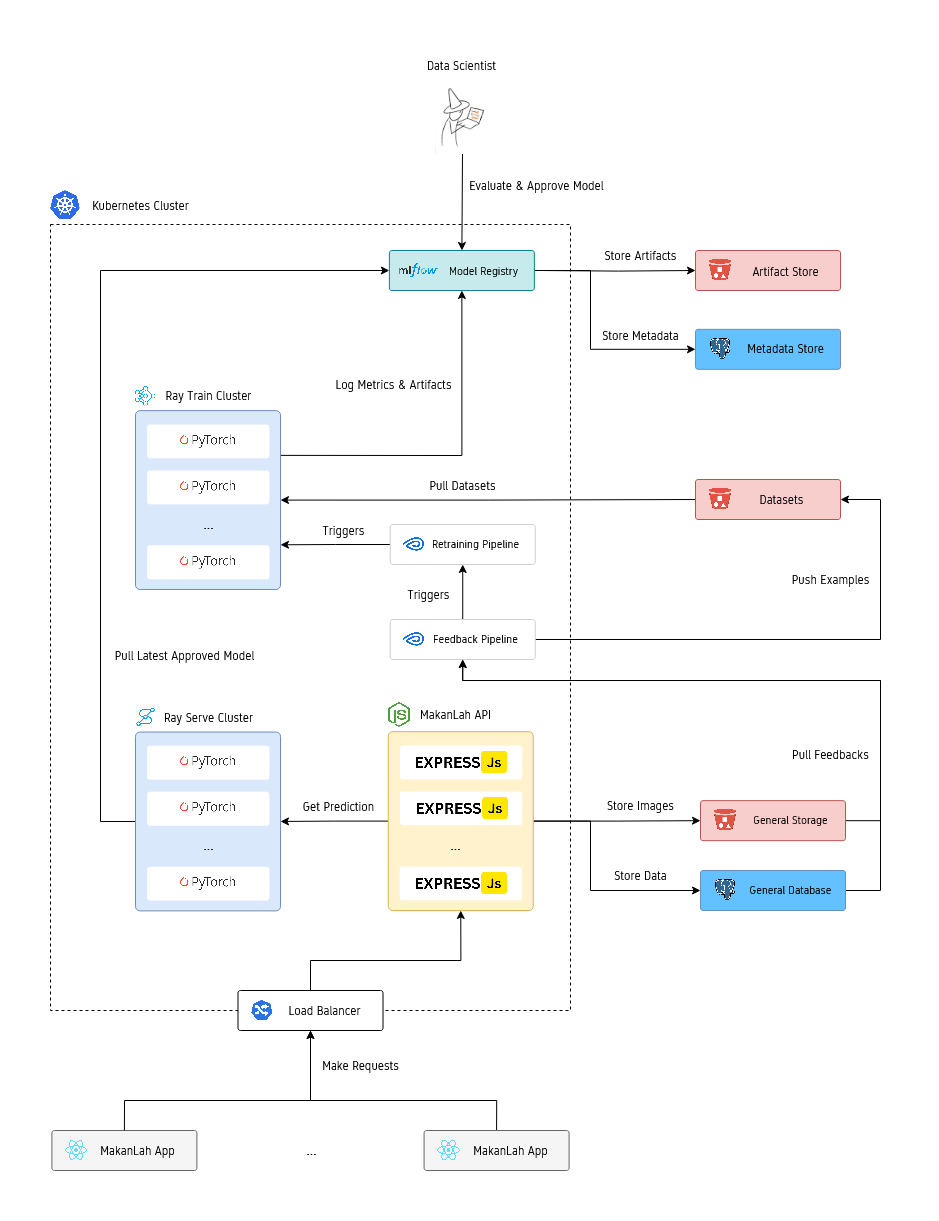 Data Scientist
Evaluate & Approve Model
Kubernetes Cluster
mlflow Model Registry
Store Artifacts
Artifact Store
Store Metadata
Metadata Store
Log Metrics & Artifacts
Ray Train Cluster
PyTorch
PyTorch
...
PyTorch
Pull Datasets
Datasets
Triggers
Retraining Pipeline
Push Examples
Triggers
Feedback Pipeline
Pull Latest Approved Model
Ray Serve Cluster
PyTorch
PyTorch
...
PyTorch
JS
MakanLah API
EXPRESS Js
EXPRESS Js
...
EXPRESS Js
Pull Feedbacks
Get Prediction
Store Images
General Storage
Store Data
General Database
Load Balancer
Make Requests
MakanLah App
...
MakanLah App